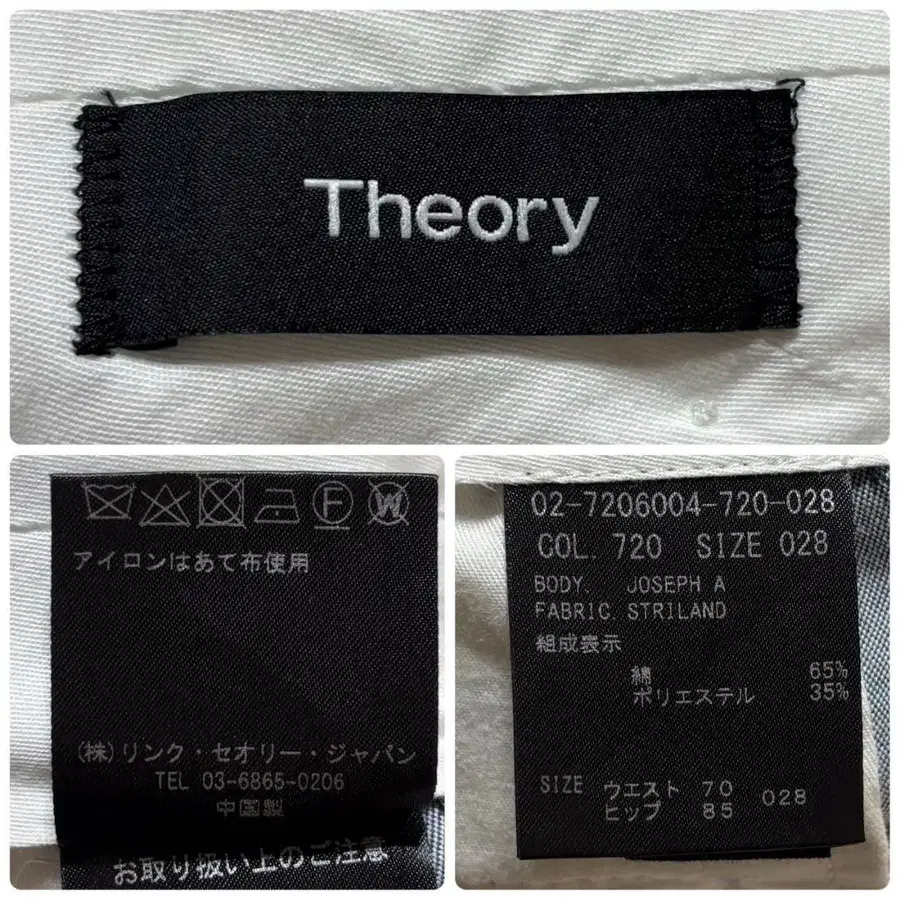 Theory
アイロンはあて布使用
(株)リンク・セオリー・ジャパン
TEL 03-6865-0206
中国製
お取り扱い上のご注意
02-7206004-720-028
COL. 720 SIZE 028
BODY. JOSEPH A
FABRIC. STRILAND
組成表示
綿 65%
ポリエステル 35%
SIZE ウエスト 70 028
ヒップ 85